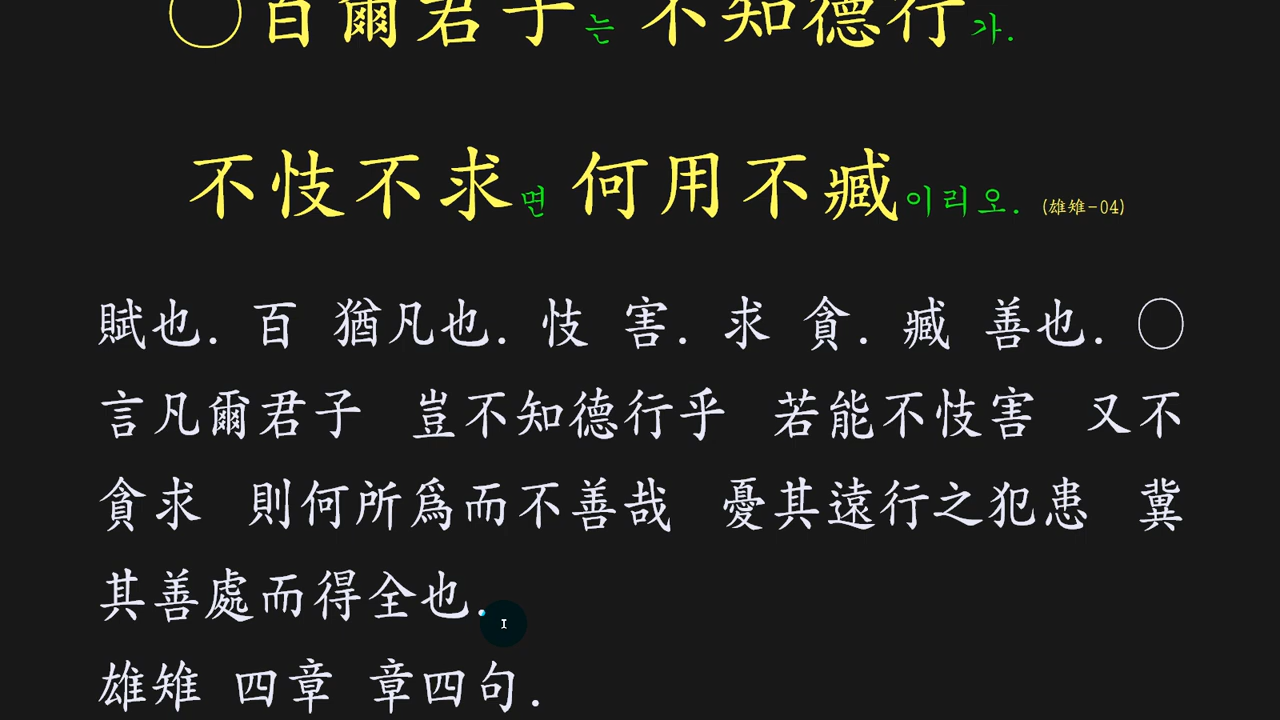 ○百爾君子는 不知德行가.
不忮不求면 何用不臧이리오. (雄雉-04)
賦也. 百 猶凡也. 忮 害. 求 貪. 臧 善也. ○
言凡爾君子 豈不知德行乎 若能不忮害 又不
貪求 則何所爲而不善哉 憂其遠行之犯患 冀
其善處而得全也.
雄雉 四章 章四句.